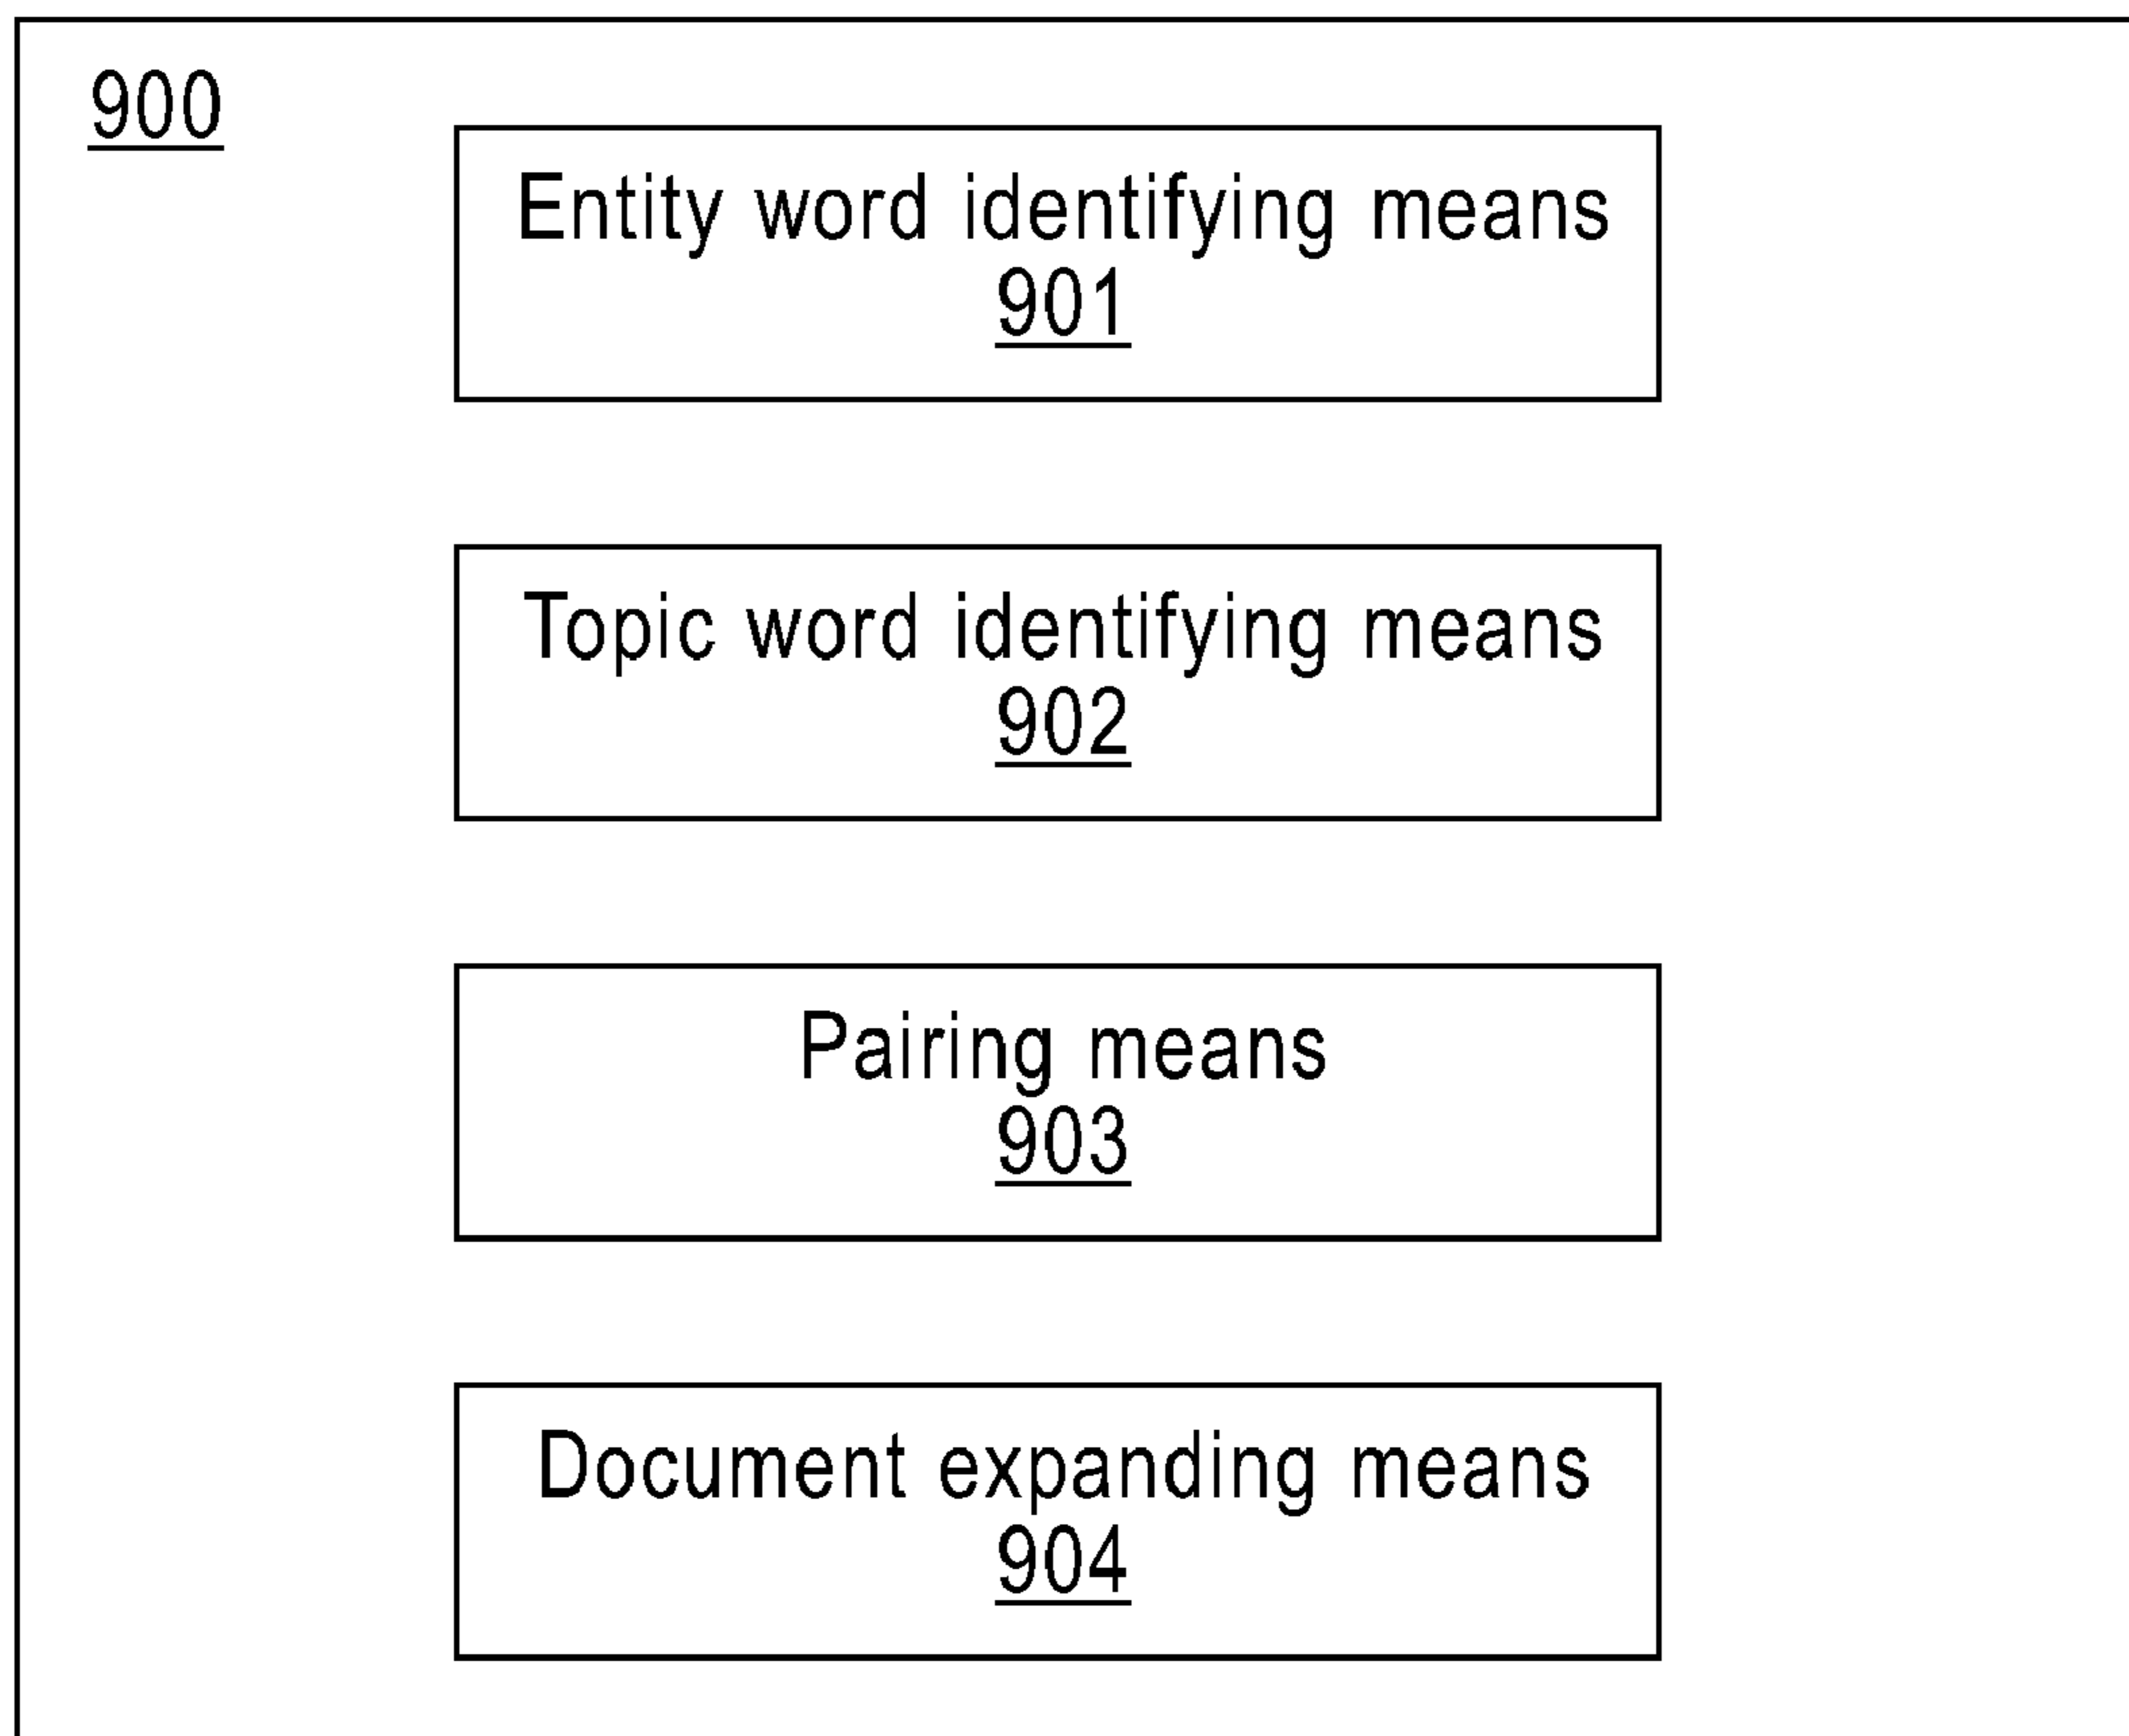 900
Entity word identifying means
901
Topic word identifying means
902
Pairing means
903
Document expanding means
904